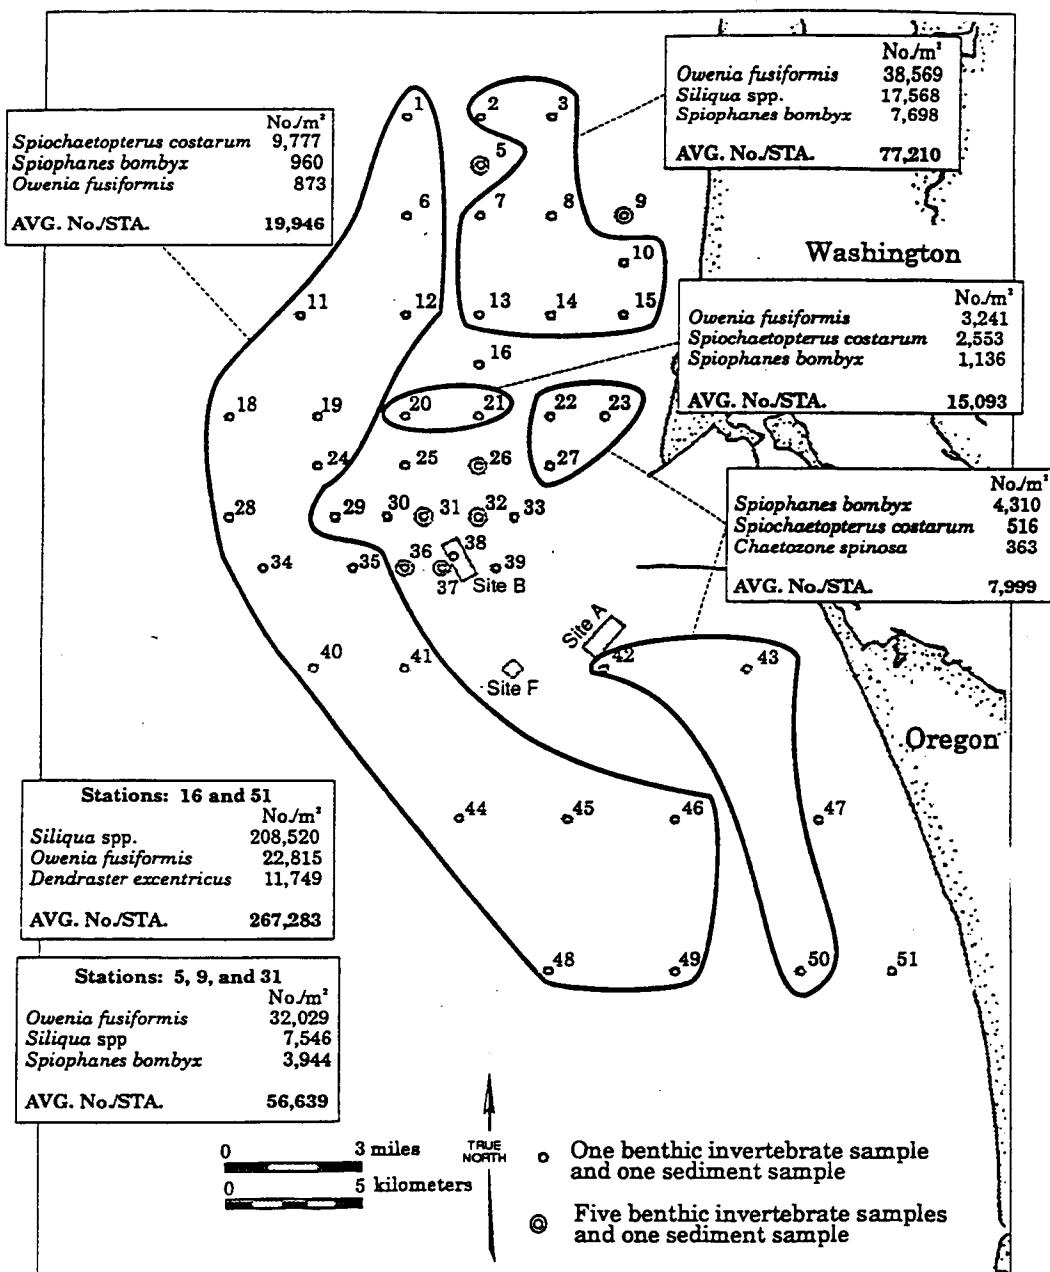 No./m²
Owenia fusiformis 38,569
Siliqua spp. 17,568
Spiophanes bombyx 7,698
AVG. No./STA. 77,210
No./m²
Spiochaetopterus costarum 9,777
Spiophanes bombyx 960
Owenia fusiformis 873
AVG. No./STA. 19,946
1 2 3
5
6 7 8 9
10
Washington
11 12 13 14 15
No./m²
Owenia fusiformis 3,241
Spiochaetopterus costarum 2,553
Spiophanes bombyx 1,136
AVG. No./STA. 15,093
16
18 19 20 21 22 23
24 25 26 27
No./m²
Spiophanes bombyx 4,310
Spiochaetopterus costarum 516
Chaetozone spinosa 363
AVG. No./STA. 7,999
28 29 30 31 32 33
34 35 36 37 38 39
Site B
Site A
40 41 42 43
Site F
Oregon
Stations: 16 and 51
No./m²
Siliqua spp. 208,520
Owenia fusiformis 22,815
Dendraster excentricus 11,749
AVG. No./STA. 267,283
44 45 46 47
48 49 50 51
Stations: 5, 9, and 31
No./m²
Owenia fusiformis 32,029
Siliqua spp 7,546
Spiophanes bombyx 3,944
AVG. No./STA. 56,639
0 3 miles
0 5 kilometers
TRUE
NORTH
One benthic invertebrate sample
and one sediment sample
Five benthic invertebrate samples
and one sediment sample